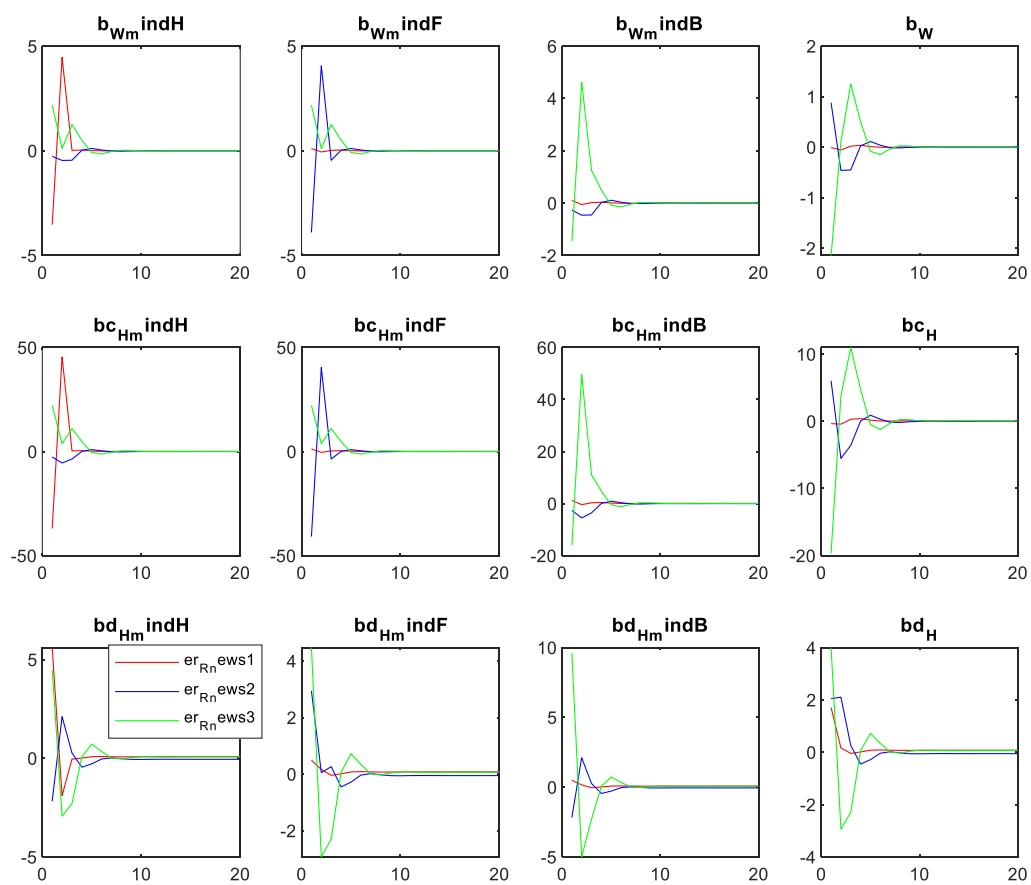 b_Wm indH b_Wm indF b_Wm indB b_W
5 5 6 2
4 1
0 0 2 0
0 -1
-5 -5 -2 -2
0 10 20 0 10 20 0 10 20 0 10 20
bc_Hm indH bc_Hm indF bc_Hm indB bc_H
50 50 60 10
40
0 0 20 0
0 -10
-50 -50 -20 -20
0 10 20 0 10 20 0 10 20 0 10 20
bd_Hm indH bd_Hm indF bd_Hm indB bd_H
5 4 10 4
er_Rn ews1
er_Rn ews2
er_Rn ews3
2 5 2
0 0 0 0
-2 -2
-5 -5 -4
0 10 20 0 10 20 0 10 20 0 10 20